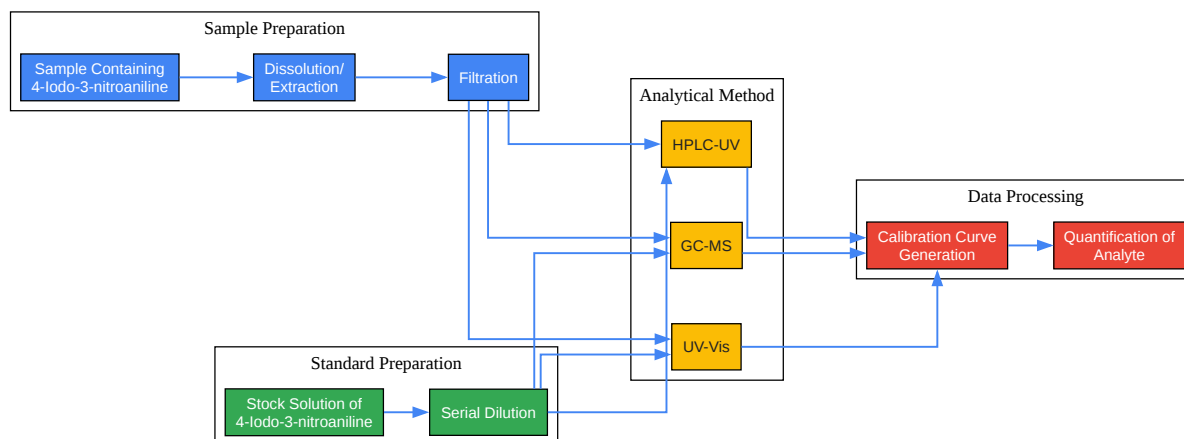 Sample Preparation
Sample Containing
4-Iodo-3-nitroaniline
Dissolution/
Extraction
Filtration
Analytical Method
HPLC-UV
GC-MS
UV-Vis
Data Processing
Calibration Curve
Generation
Quantification of
Analyte
Standard Preparation
Stock Solution of
4-Iodo-3-nitroaniline
Serial Dilution